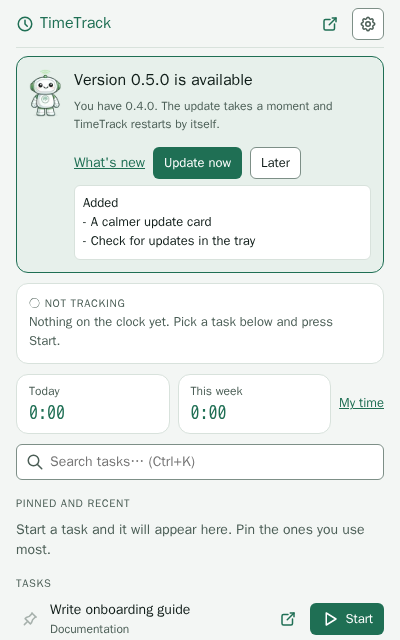 TimeTrack
Version 0.5.0 is available
You have 0.4.0. The update takes a moment and
TimeTrack restarts by itself.
What's new
Update now
Later
Added
- A calmer update card
- Check for updates in the tray
NOT TRACKING
Nothing on the clock yet. Pick a task below and press
Start.
Today
0:00
This week
0:00
My time
Search tasks… (Ctrl+K)
PINNED AND RECENT
Start a task and it will appear here. Pin the ones you use
most.
TASKS
Write onboarding guide
Documentation
Start